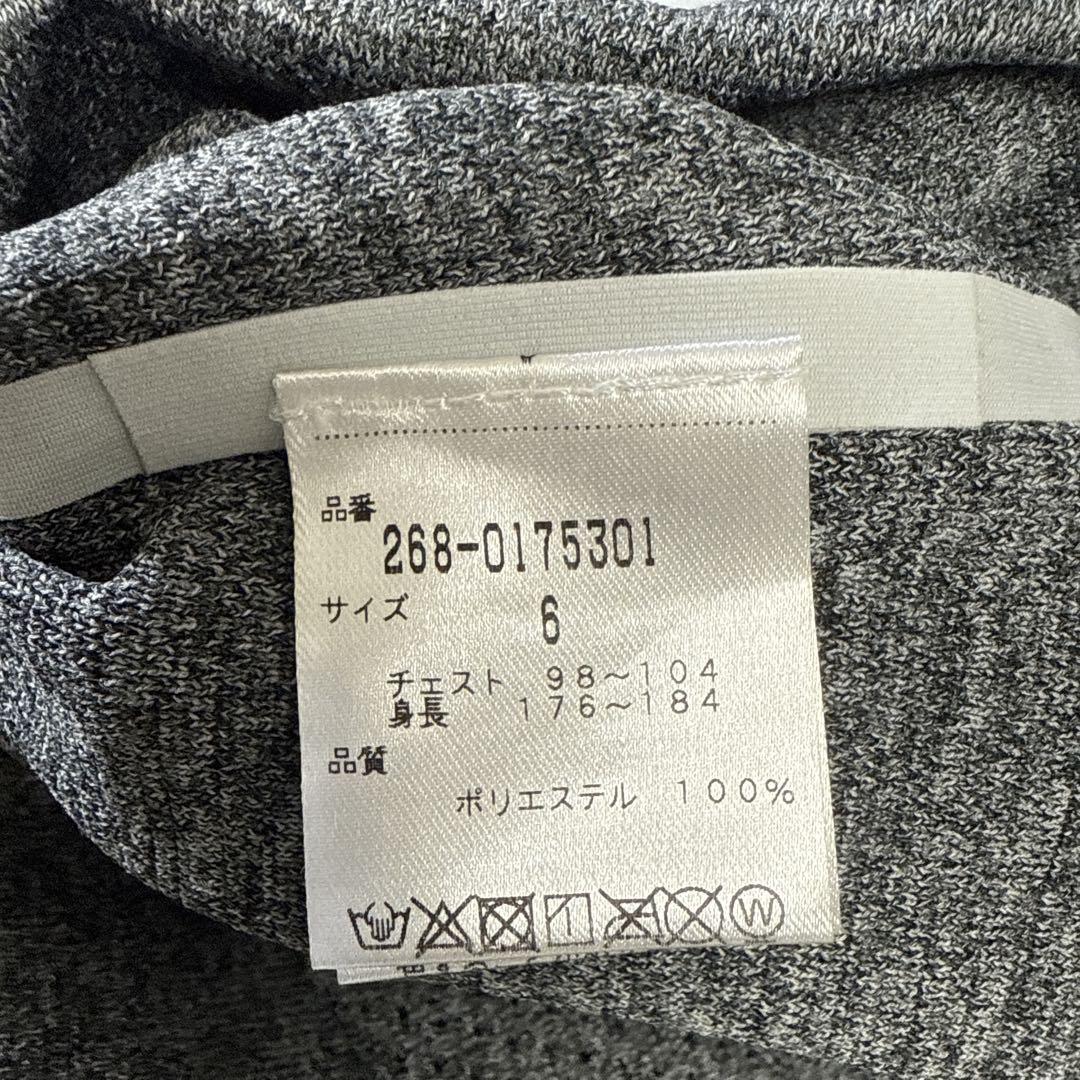 品番
268-0175301
サイズ 6
チェスト 98～104
身長 176～184
品質
ポリエステル 100%
W